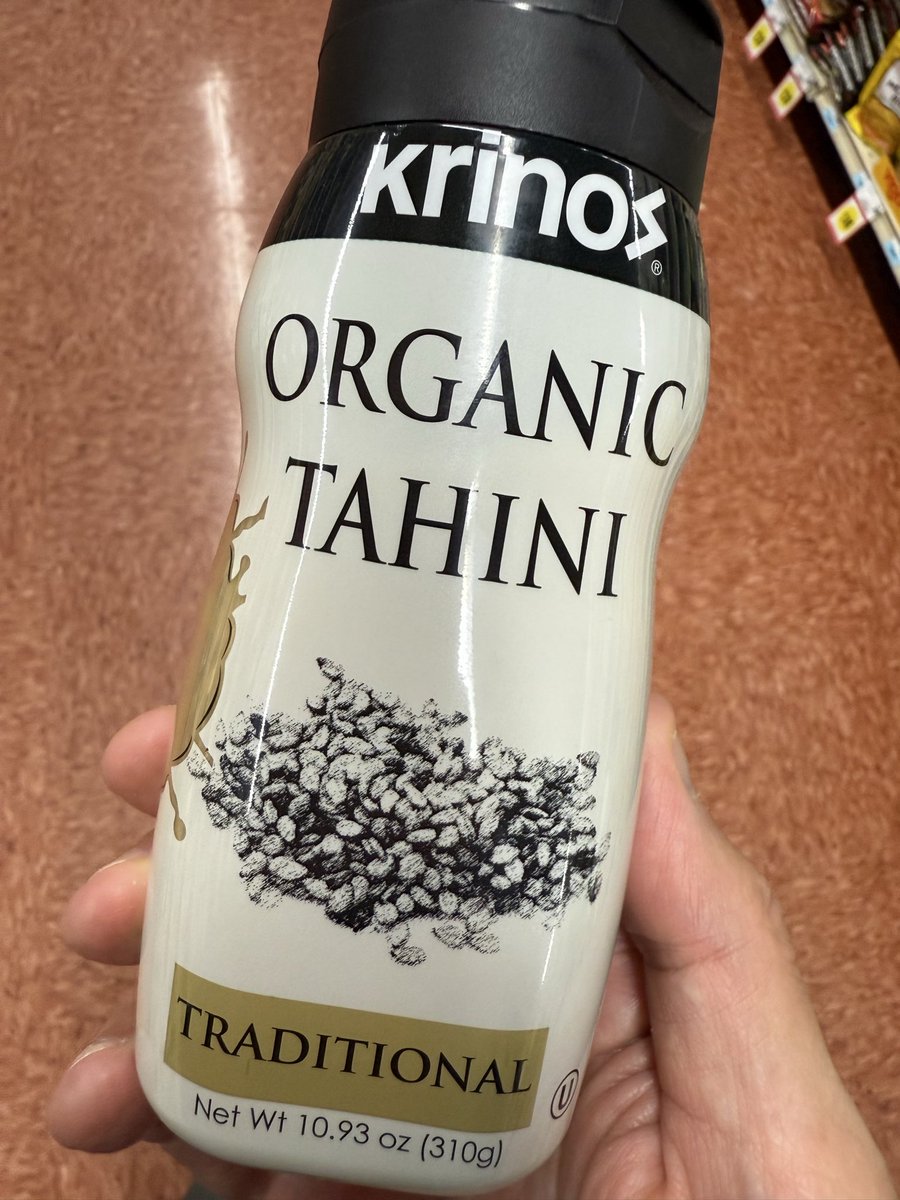 krinos®
ORGANIC
TAHINI
TRADITIONAL
U
Net Wt 10.93 oz (310g)